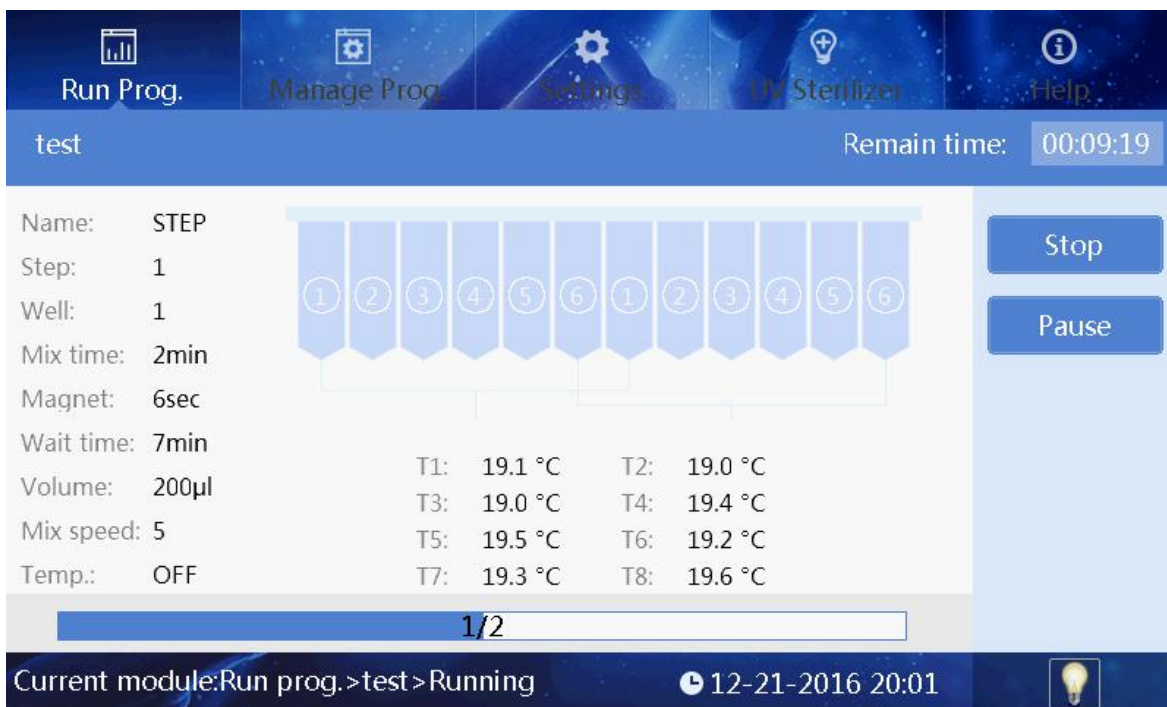 Run Prog.
Manage Prog.
Settings
UV Sterilizer
Help
test
Remain time: 00:09:19
Name: STEP
Step: 1
Well: 1
Mix time: 2min
Magnet: 6sec
Wait time: 7min
Volume: 200µl
Mix speed: 5
Temp.: OFF
1 2 3 4 5 6 1 2 3 4 5 6
T1: 19.1 °C T2: 19.0 °C
T3: 19.0 °C T4: 19.4 °C
T5: 19.5 °C T6: 19.2 °C
T7: 19.3 °C T8: 19.6 °C
Stop
Pause
1/2
Current module:Run prog.>test>Running
12-21-2016 20:01